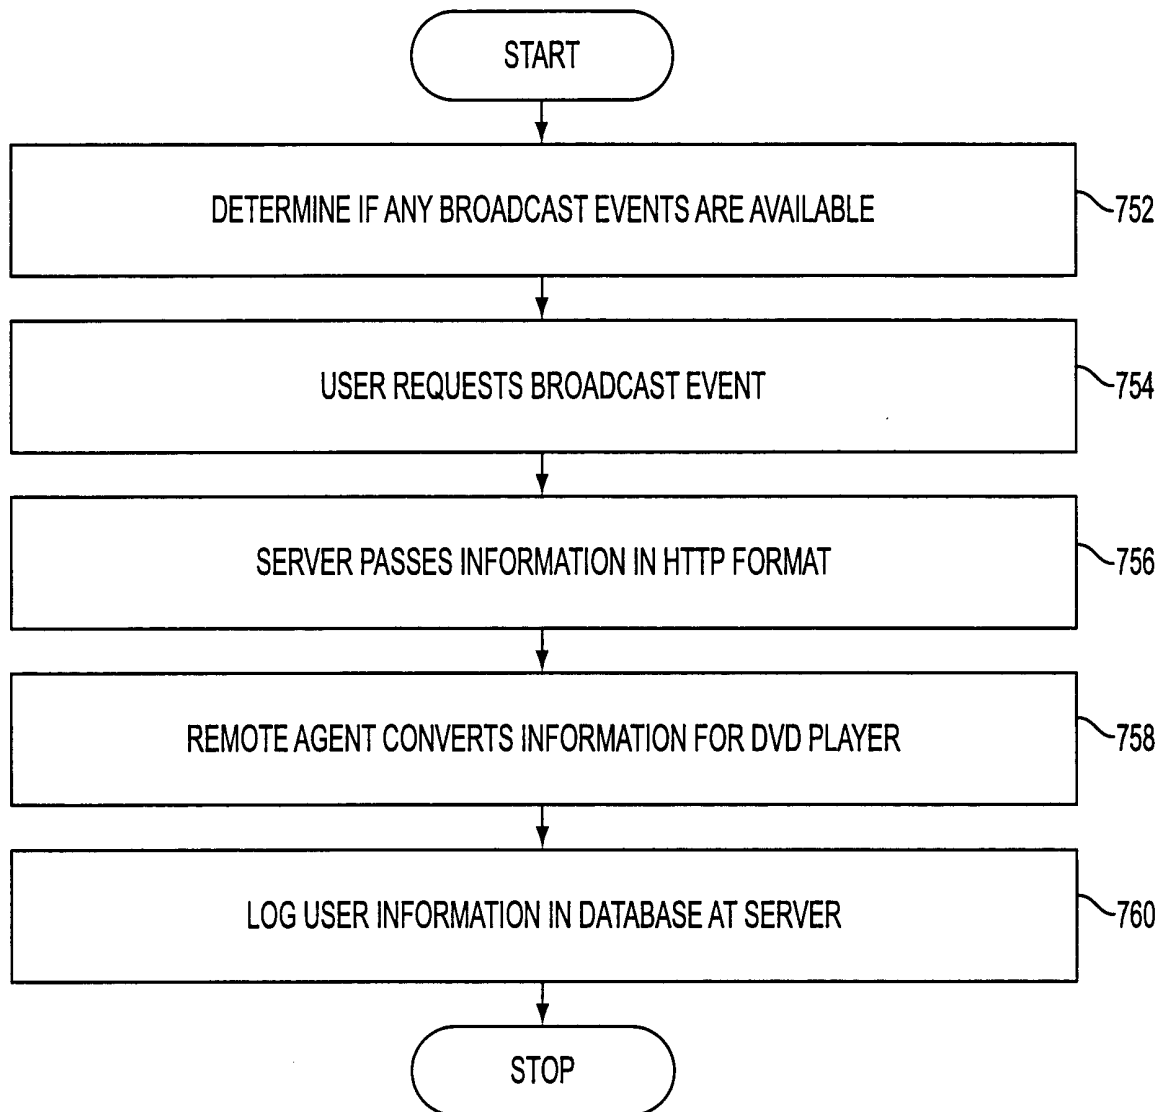 START
DETERMINE IF ANY BROADCAST EVENTS ARE AVAILABLE
752
USER REQUESTS BROADCAST EVENT
754
SERVER PASSES INFORMATION IN HTTP FORMAT
756
REMOTE AGENT CONVERTS INFORMATION FOR DVD PLAYER
758
LOG USER INFORMATION IN DATABASE AT SERVER
760
STOP